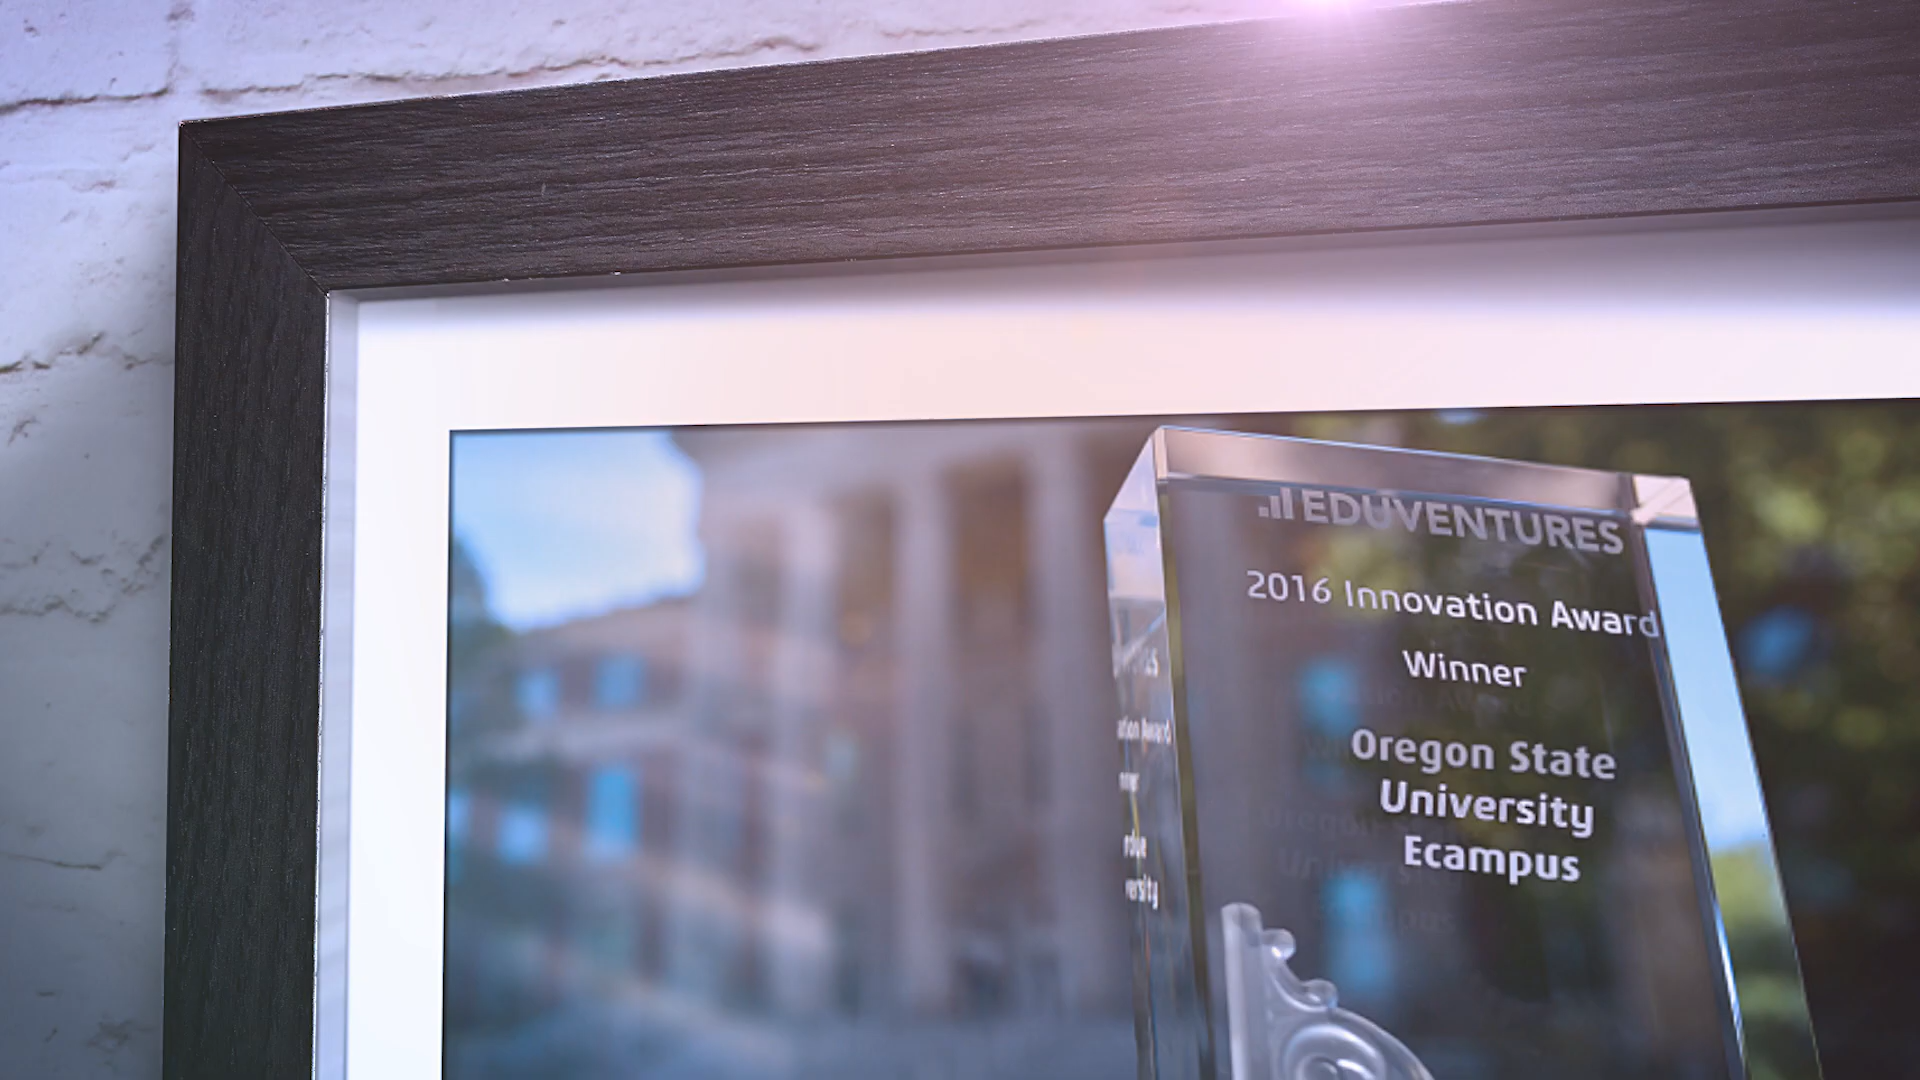 EDUVENTURES
2016 Innovation Award
Winner
Oregon State
University
Ecampus